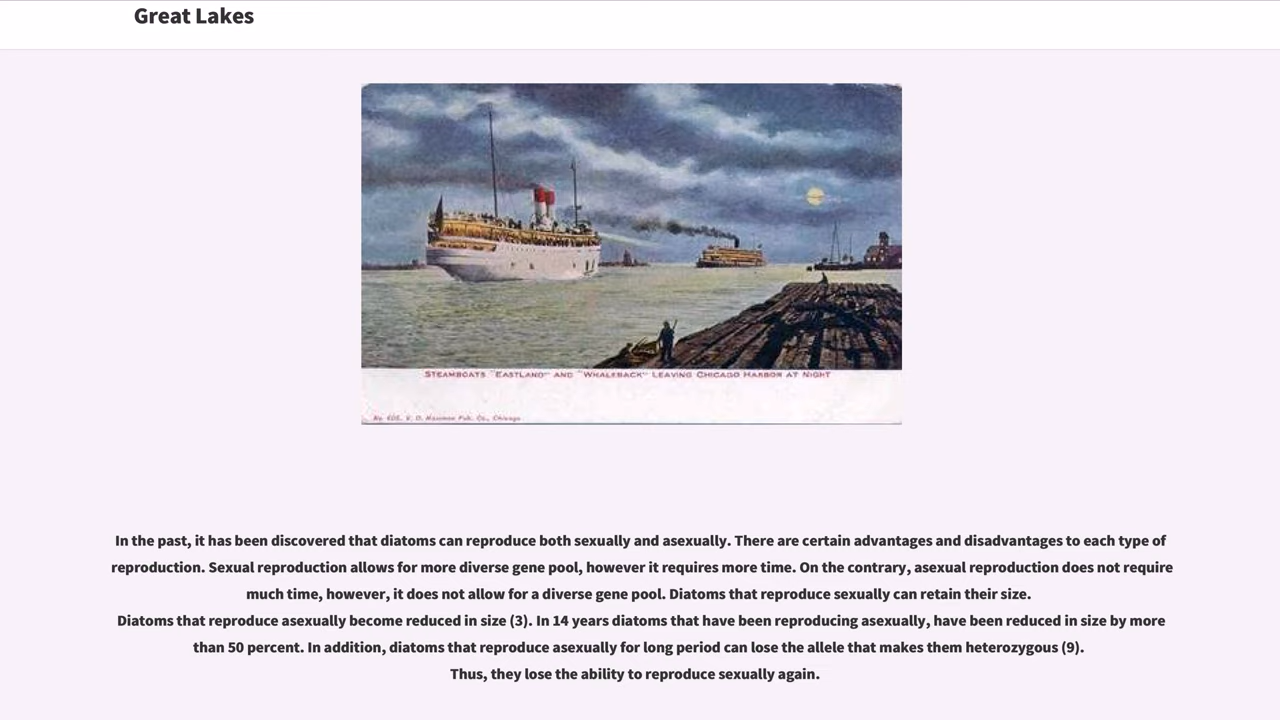 Great Lakes
STEAMBOATS "EASTLAND" AND "WHALEBACK" LEAVING CHICAGO HARBOR AT NIGHT
No. 605. V. O. Hammon Pub. Co., Chicago
In the past, it has been discovered that diatoms can reproduce both sexually and asexually. There are certain advantages and disadvantages to each type of
reproduction. Sexual reproduction allows for more diverse gene pool, however it requires more time. On the contrary, asexual reproduction does not require
much time, however, it does not allow for a diverse gene pool. Diatoms that reproduce sexually can retain their size.
Diatoms that reproduce asexually become reduced in size (3). In 14 years diatoms that have been reproducing asexually, have been reduced in size by more
than 50 percent. In addition, diatoms that reproduce asexually for long period can lose the allele that makes them heterozygous (9).
Thus, they lose the ability to reproduce sexually again.